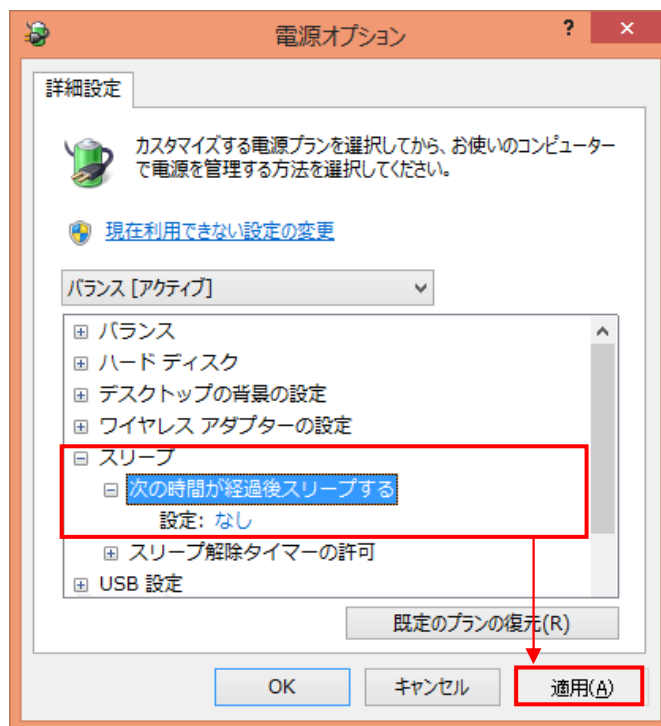 電源オプション
?
×
詳細設定
カスタマイズする電源プランを選択してから、お使いのコンピューター
で電源を管理する方法を選択してください。
現在利用できない設定の変更
バランス [アクティブ]
バランス
ハード ディスク
デスクトップの背景の設定
ワイヤレス アダプターの設定
スリープ
次の時間が経過後スリープする
設定: なし
スリープ解除タイマーの許可
USB 設定
既定のプランの復元(R)
OK
キャンセル
適用(A)